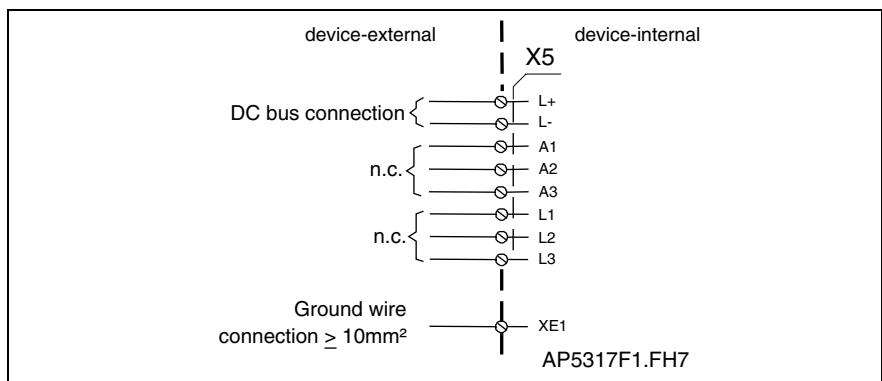 device-external
device-internal
X5
DC bus connection
L+
L-
n.c.
A1
A2
A3
n.c.
L1
L2
L3
Ground wire
connection ≥ 10mm²
XE1
AP5317F1.FH7